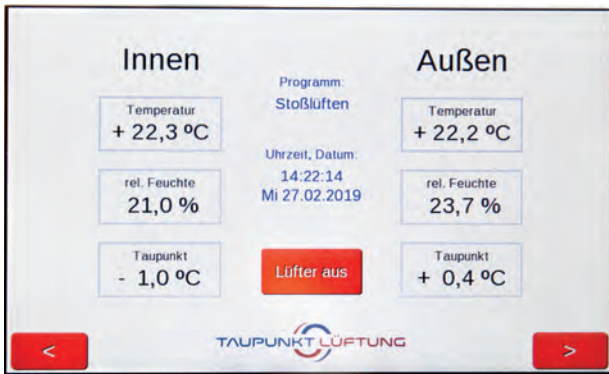 Innen
Temperatur
+ 22,3 ºC
rel. Feuchte
21,0 %
Taupunkt
- 1,0 ºC
Programm:
Stoßlüften
Uhrzeit, Datum:
14:22:14
Mi 27.02.2019
Lüfter aus
Außen
Temperatur
+ 22,2 ºC
rel. Feuchte
23,7 %
Taupunkt
+ 0,4 ºC
<
TAUPUNKT LÜFTUNG
>